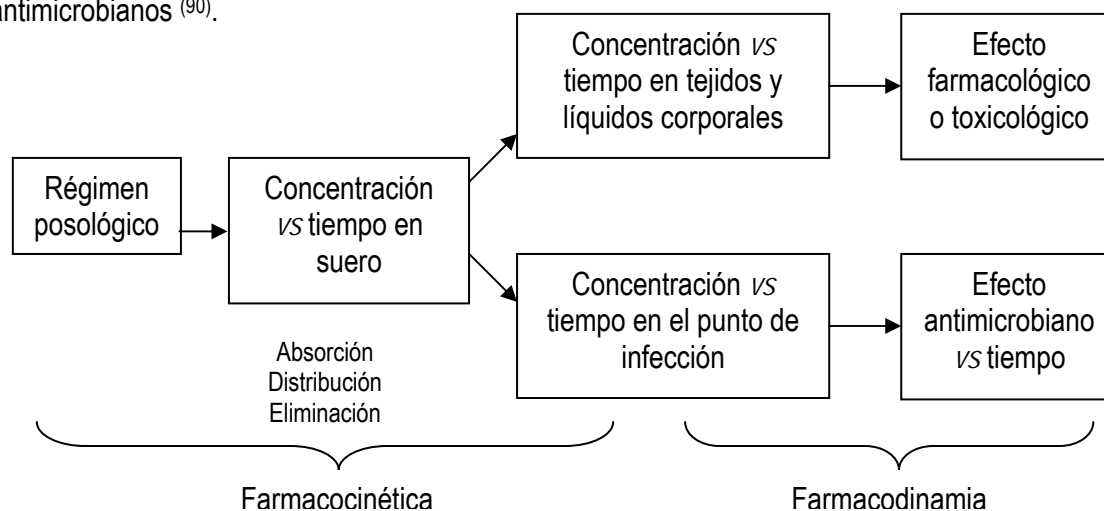 antimicrobianos (90).
Concentración VS
tiempo en tejidos y
líquidos corporales
Efecto
farmacológico
o toxicológico
Régimen
posológico
Concentración
VS tiempo en
suero
Concentración VS
tiempo en el punto de
infección
Efecto
antimicrobiano
VS tiempo
Absorción
Distribución
Eliminación
Farmacocinética
Farmacodinamia